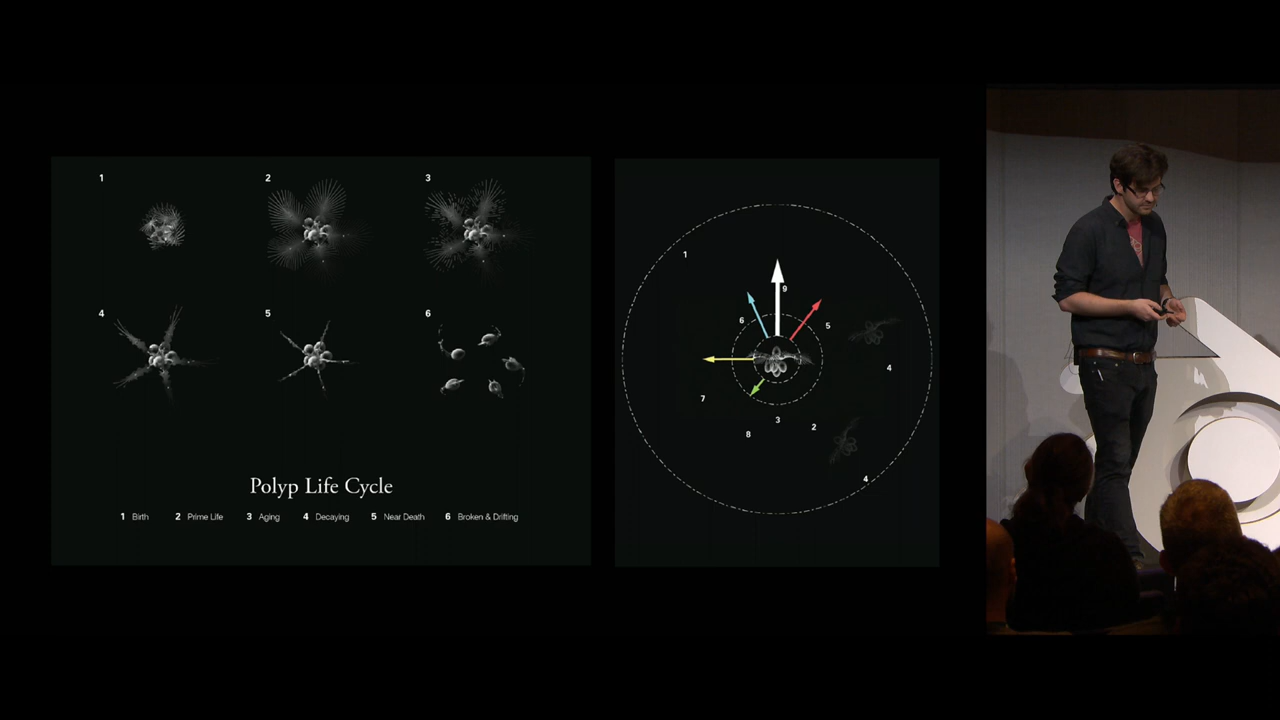 1 2 3
4 5 6
Polyp Life Cycle
1 Birth 2 Prime Life 3 Aging 4 Decaying 5 Near Death 6 Broken & Drifting
1
9
6 5
4
7
3 2
8
4